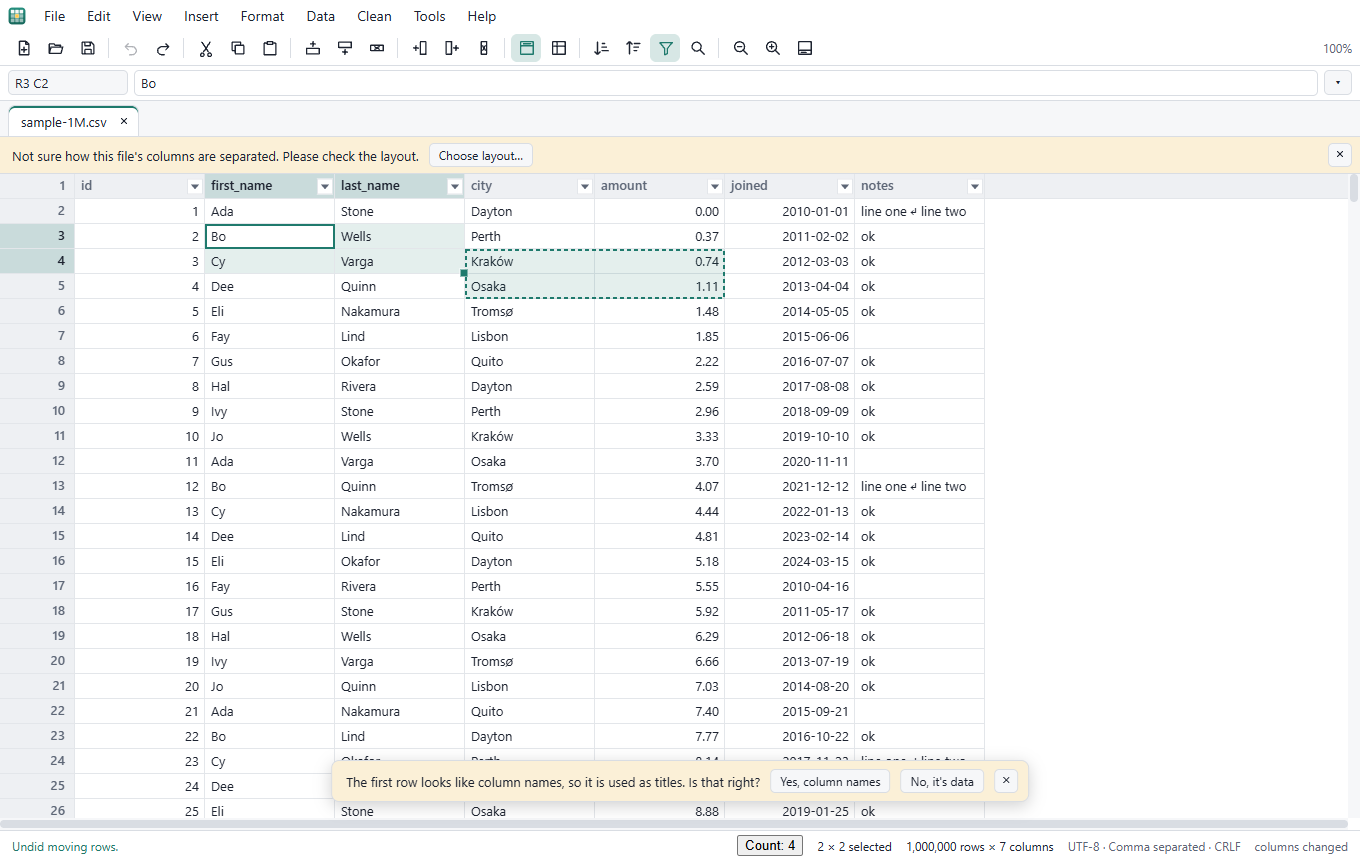 File Edit View Insert Format Data Clean Tools Help
100%
R3 C2 Bo
sample-1M.csv ×
Not sure how this file's columns are separated. Please check the layout. Choose layout... ×
1 id first_name last_name city amount joined notes
2 1 Ada Stone Dayton 0.00 2010-01-01 line one ↵ line two
3 2 Bo Wells Perth 0.37 2011-02-02 ok
4 3 Cy Varga Kraków 0.74 2012-03-03 ok
5 4 Dee Quinn Osaka 1.11 2013-04-04 ok
6 5 Eli Nakamura Tromsø 1.48 2014-05-05 ok
7 6 Fay Lind Lisbon 1.85 2015-06-06
8 7 Gus Okafor Quito 2.22 2016-07-07 ok
9 8 Hal Rivera Dayton 2.59 2017-08-08 ok
10 9 Ivy Stone Perth 2.96 2018-09-09 ok
11 10 Jo Wells Kraków 3.33 2019-10-10 ok
12 11 Ada Varga Osaka 3.70 2020-11-11
13 12 Bo Quinn Tromsø 4.07 2021-12-12 line one ↵ line two
14 13 Cy Nakamura Lisbon 4.44 2022-01-13 ok
15 14 Dee Lind Quito 4.81 2023-02-14 ok
16 15 Eli Okafor Dayton 5.18 2024-03-15 ok
17 16 Fay Rivera Perth 5.55 2010-04-16
18 17 Gus Stone Kraków 5.92 2011-05-17 ok
19 18 Hal Wells Osaka 6.29 2012-06-18 ok
20 19 Ivy Varga Tromsø 6.66 2013-07-19 ok
21 20 Jo Quinn Lisbon 7.03 2014-08-20 ok
22 21 Ada Nakamura Quito 7.40 2015-09-21
23 22 Bo Lind Dayton 7.77 2016-10-22 ok
24 23 Cy
The first row looks like column names, so it is used as titles. Is that right? Yes, column names No, it's data ×
25 24 Dee
26 25 Eli Stone Osaka 8.88 2019-01-25 ok
Undid moving rows. Count: 4 2 × 2 selected 1,000,000 rows × 7 columns UTF-8 · Comma separated · CRLF columns changed